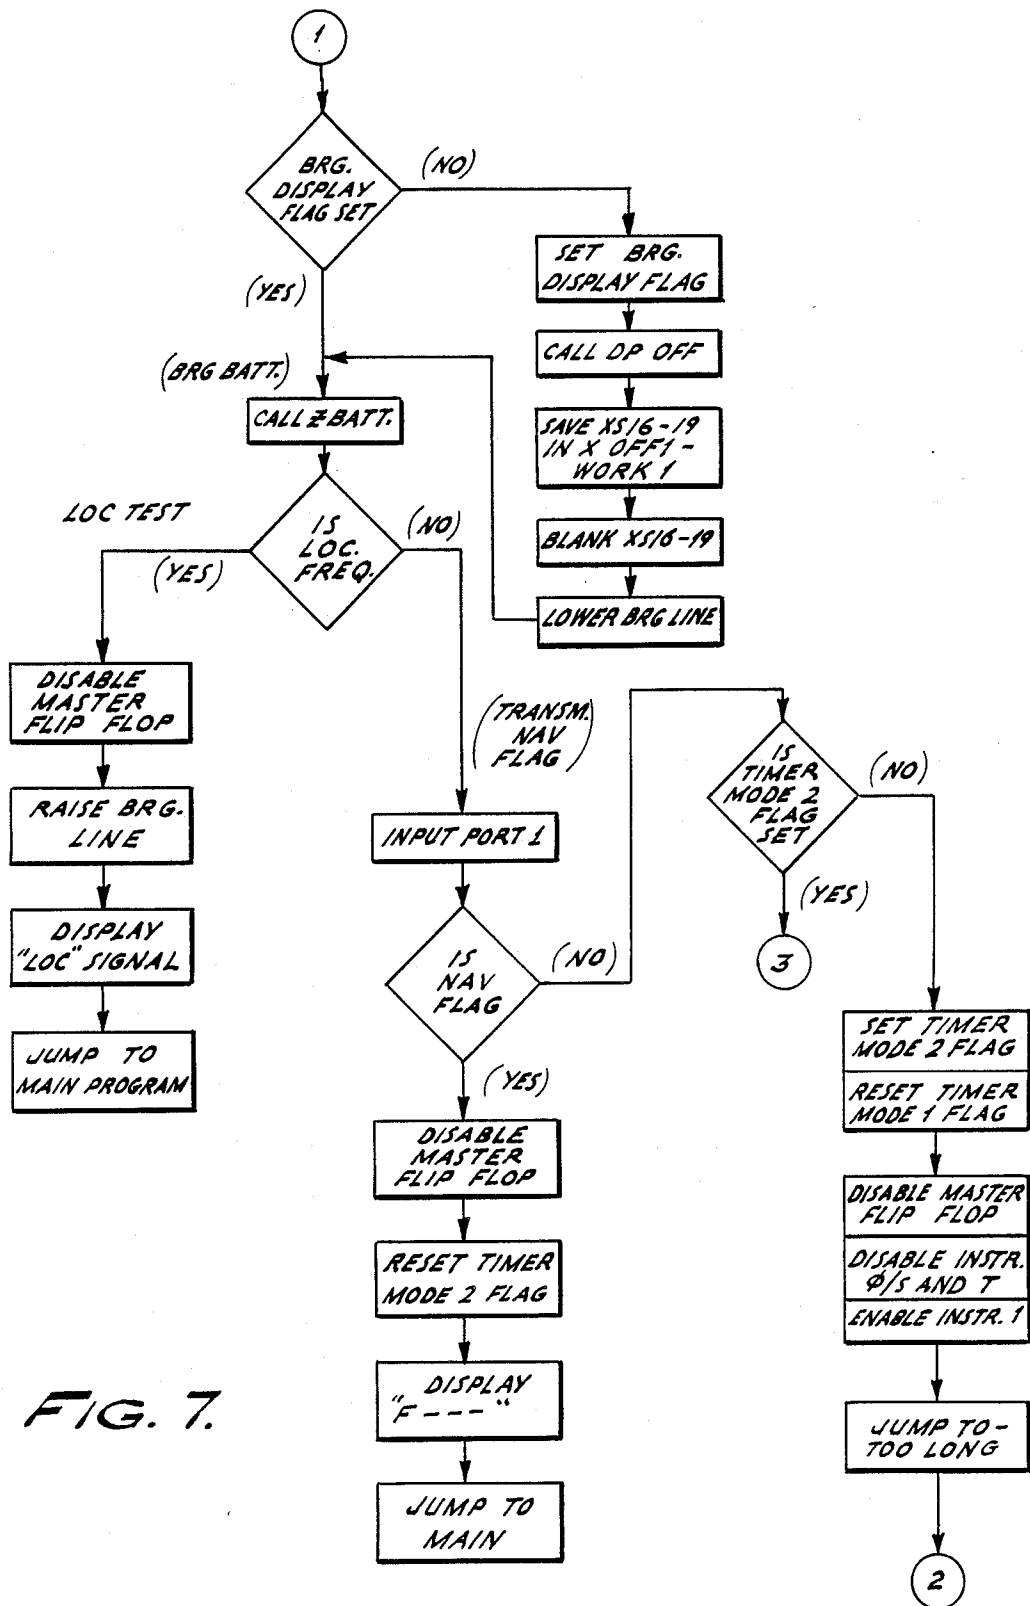 1
BRG.
DISPLAY
FLAG SET
(NO)
(YES)
SET BRG.
DISPLAY FLAG
CALL DP OFF
SAVE XS16-19
IN X OFF1-
WORK 1
BLANK XS16-19
LOWER BRG LINE
(BRG BATT.)
CALL Z BATT.
LOC TEST
(YES)
IS
LOC.
FREQ.
(NO)
DISABLE
MASTER
FLIP FLOP
RAISE BRG.
LINE
DISPLAY
"LOC" SIGNAL
JUMP TO
MAIN PROGRAM
(TRANSM.
NAV
FLAG)
INPUT PORT 1
IS
NAV
FLAG
(NO)
(YES)
DISABLE
MASTER
FLIP FLOP
RESET TIMER
MODE 2 FLAG
DISPLAY
"F --- "
JUMP TO
MAIN
IS
TIMER
MODE 2
FLAG
SET
(NO)
(YES)
3
SET TIMER
MODE 2 FLAG
RESET TIMER
MODE 1 FLAG
DISABLE MASTER
FLIP FLOP
DISABLE INSTR.
Φ/S AND T
ENABLE INSTR. 1
JUMP TO-
TOO LONG
2
FIG. 7.